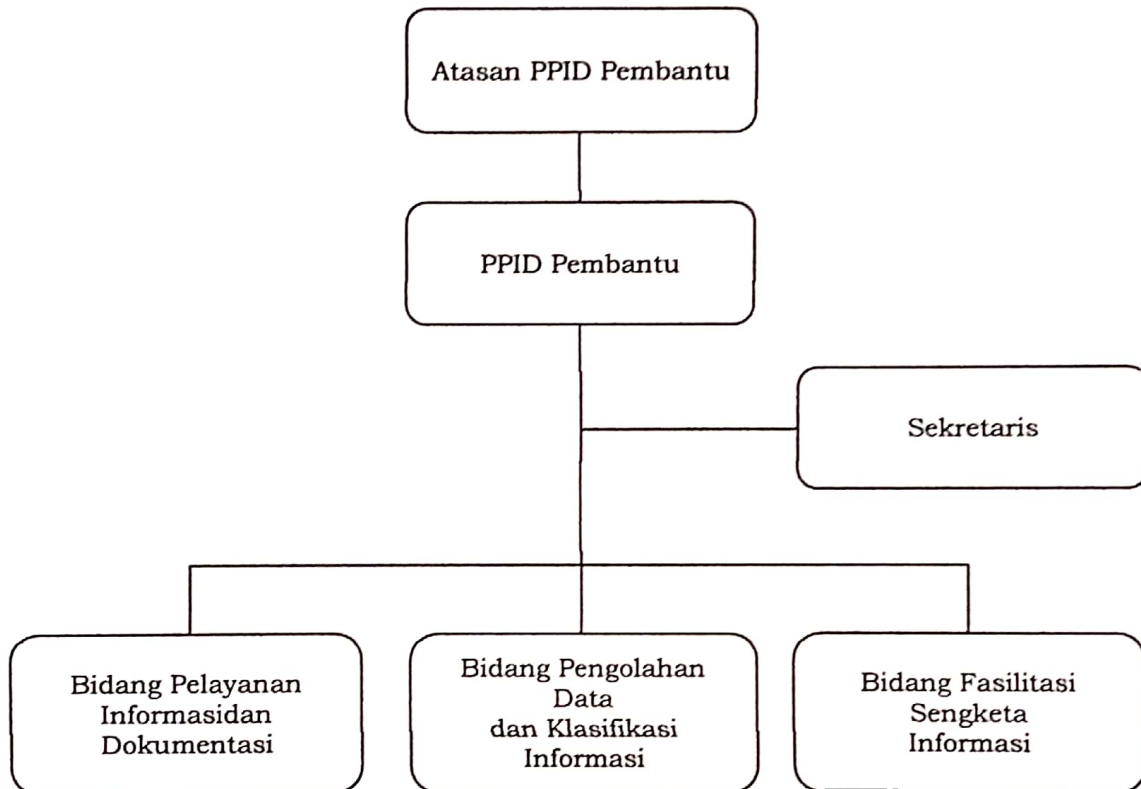 Atasan PPID Pembantu
PPID Pembantu
Sekretaris
Bidang Pelayanan
Informasidan
Dokumentasi
Bidang Pengolahan
Data
dan Klasifikasi
Informasi
Bidang Fasilitasi
Sengketa
Informasi